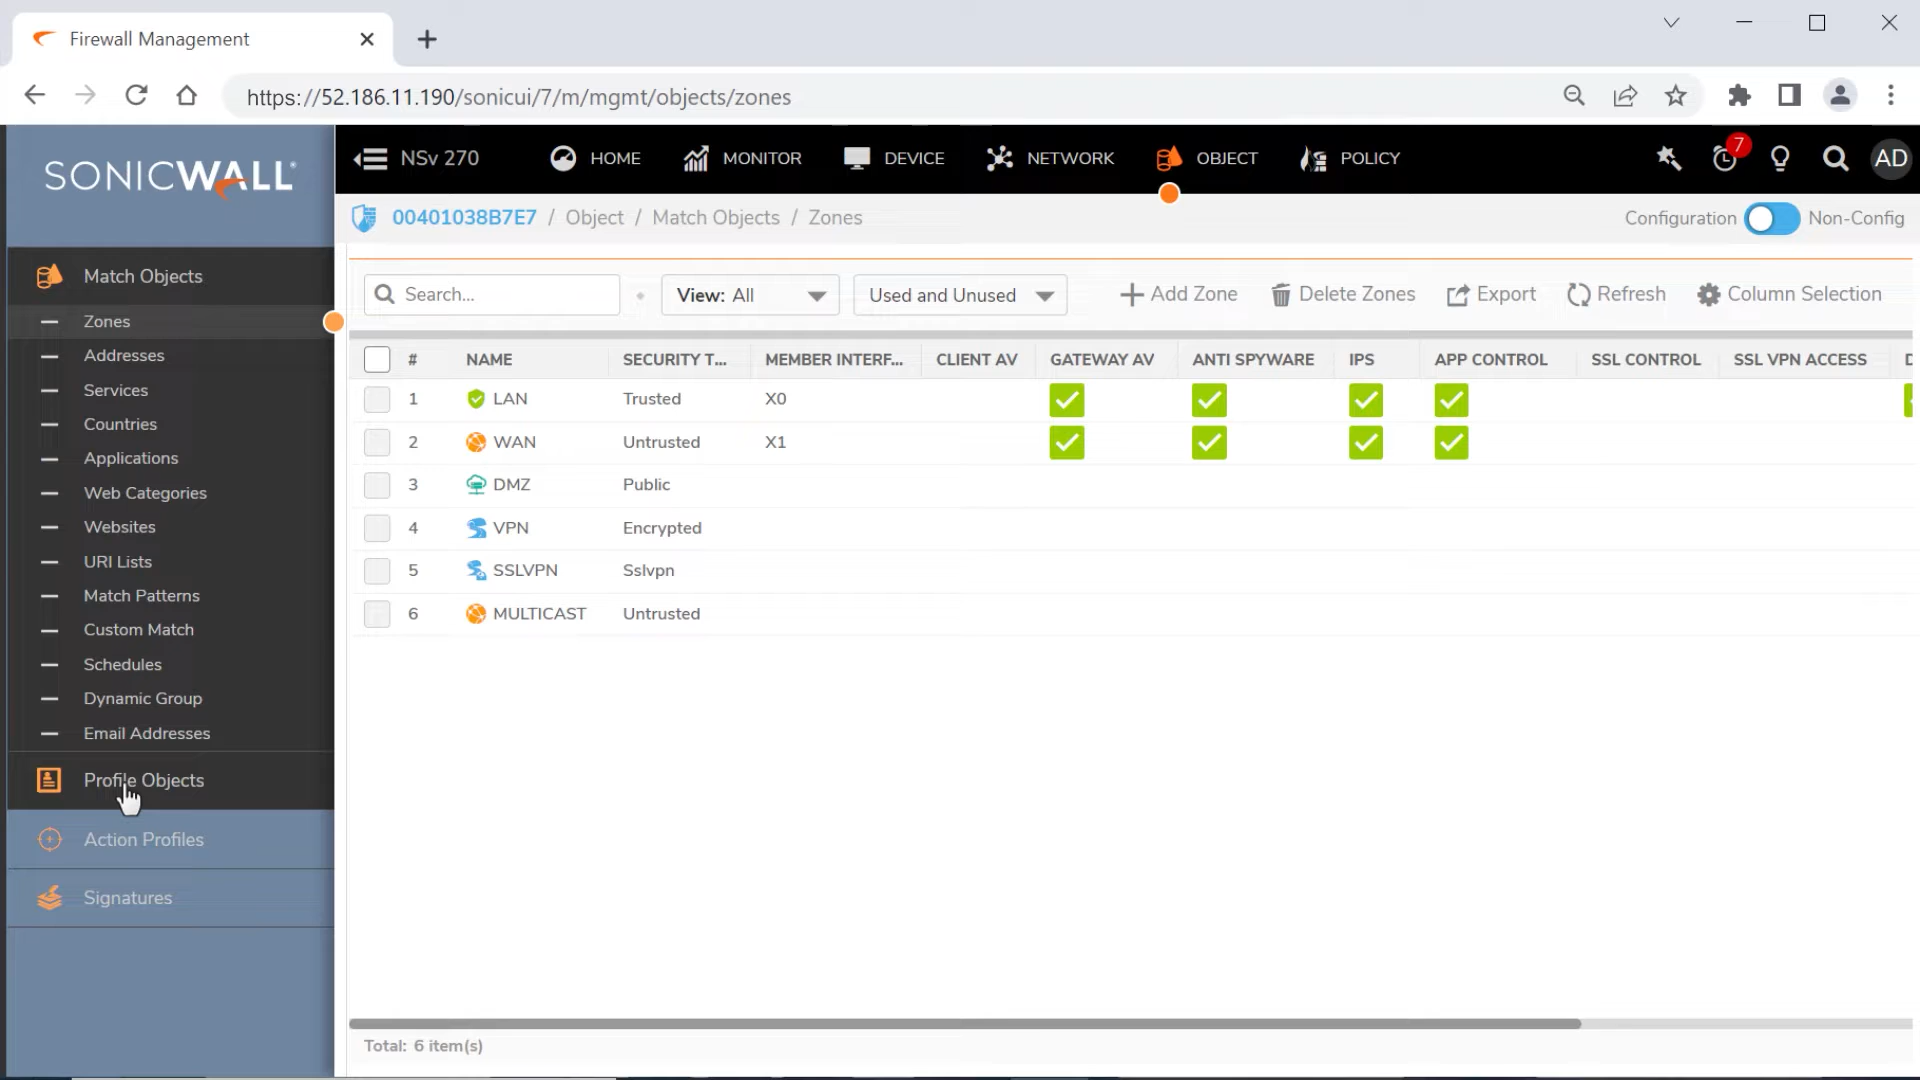 Firewall Management
https://52.186.11.190/sonicui/7/m/mgmt/objects/zones
SONICWALL
NSv 270 HOME MONITOR DEVICE NETWORK OBJECT POLICY 7 AD
00401038B7E7 / Object / Match Objects / Zones Configuration Non-Config
Match Objects
Zones
Addresses
Services
Countries
Applications
Web Categories
Websites
URI Lists
Match Patterns
Custom Match
Schedules
Dynamic Group
Email Addresses
Profile Objects
Action Profiles
Signatures
Search... View: All Used and Unused Add Zone Delete Zones Export Refresh Column Selection
# NAME SECURITY T... MEMBER INTERF... CLIENT AV GATEWAY AV ANTI SPYWARE IPS APP CONTROL SSL CONTROL SSL VPN ACCESS D
1 LAN Trusted X0
2 WAN Untrusted X1
3 DMZ Public
4 VPN Encrypted
5 SSLVPN Sslvpn
6 MULTICAST Untrusted
Total: 6 item(s)